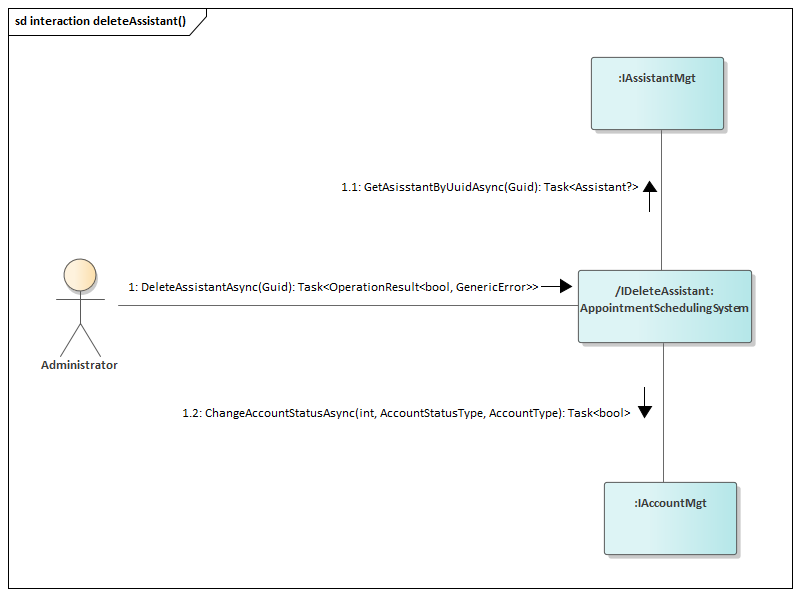 sd interaction deleteAssistant()
:IAssistantMgt
1.1: GetAsisstantByUuidAsync(Guid): Task<Assistant?>
1: DeleteAssistantAsync(Guid): Task<OperationResult<bool, GenericError>>
/IDeleteAssistant:
AppointmentSchedulingSystem
Administrator
1.2: ChangeAccountStatusAsync(int, AccountStatusType, AccountType): Task<bool>
:IAccountMgt